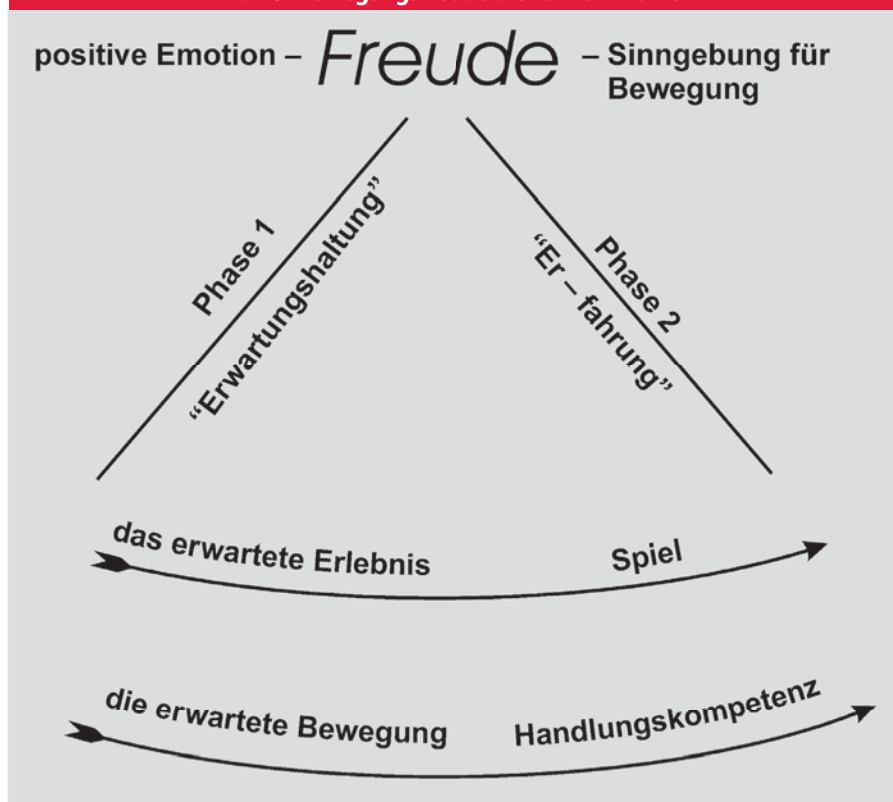 positive Emotion – Freude – Sinngebung für
Bewegung
Phase 1
“Erwartungshaltung”
Phase 2
“Er – fahrung”
das erwartete Erlebnis
Spiel
die erwartete Bewegung
Handlungskompetenz